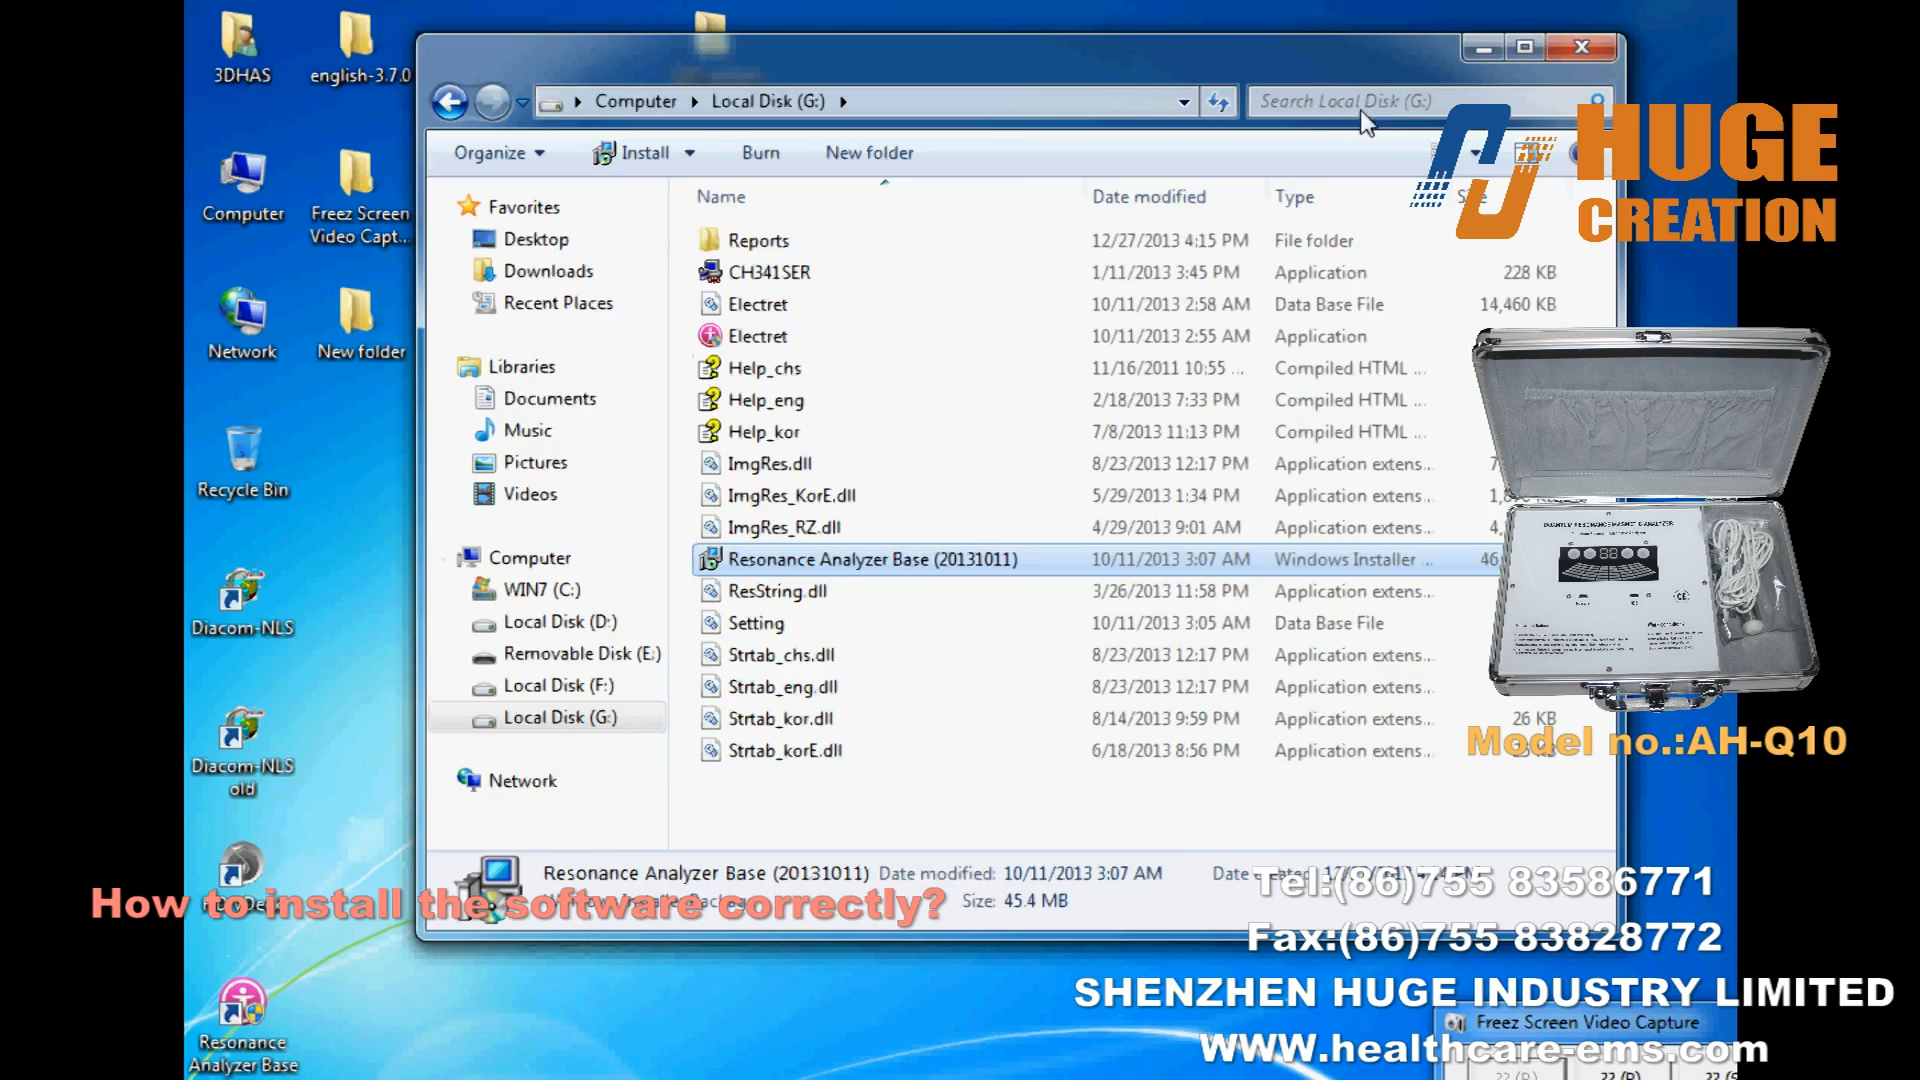 3DHAS
english-3.7.0
Computer
Freez Screen
Video Capt...
Network
New folder
Recycle Bin
Diacom-NLS
Diacom-NLS
old
Resonance
Analyzer Base
Computer
Local Disk (G:)
Search Local Disk (G:)
Organize
Install
Burn
New folder
Name
Date modified
Type
HUGE
CREATION
Favorites
Desktop
Downloads
Recent Places
Libraries
Documents
Music
Pictures
Videos
Computer
WIN7 (C:)
Local Disk (D:)
Removable Disk (E:)
Local Disk (F:)
Local Disk (G:)
Network
Reports 12/27/2013 4:15 PM File folder
CH341SER 1/11/2013 3:45 PM Application 228 KB
Electret 10/11/2013 2:58 AM Data Base File 14,460 KB
Electret 10/11/2013 2:55 AM Application
Help_chs 11/16/2011 10:55 ... Compiled HTML ...
Help_eng 2/18/2013 7:33 PM Compiled HTML ...
Help_kor 7/8/2013 11:13 PM Compiled HTML ...
ImgRes.dll 8/23/2013 12:17 PM Application extens...
ImgRes_KorE.dll 5/29/2013 1:34 PM Application extens...
ImgRes_RZ.dll 4/29/2013 9:01 AM Application extens...
Resonance Analyzer Base (20131011) 10/11/2013 3:07 AM Windows Installer ...
ResString.dll 3/26/2013 11:58 PM Application extens...
Setting 10/11/2013 3:05 AM Data Base File
Strtab_chs.dll 8/23/2013 12:17 PM Application extens...
Strtab_eng.dll 8/23/2013 12:17 PM Application extens...
Strtab_kor.dll 8/14/2013 9:59 PM Application extens... 26 KB
Strtab_korE.dll 6/18/2013 8:56 PM Application extens...
Model no.:AH-Q10
Resonance Analyzer Base (20131011) Date modified: 10/11/2013 3:07 AM
Size: 45.4 MB
How to install the software correctly?
Tel:(86)755 83586771
Fax:(86)755 83828772
SHENZHEN HUGE INDUSTRY LIMITED
Freez Screen Video Capture
WWW.healthcare-ems.com